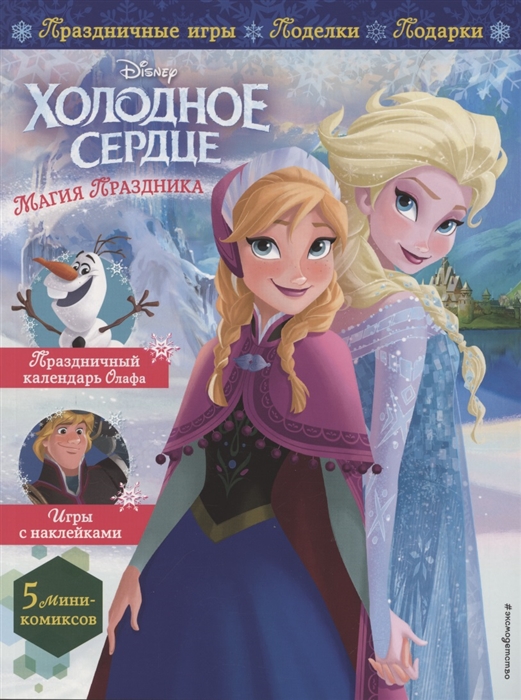 Праздничные игры Поделки Подарки
Disney
ХОЛОДНОЕ
СЕРДЦЕ
Магия Праздника
Праздничный
календарь Олафа
Игры
с наклейками
5 мини-
комиксов
#эксмодетство